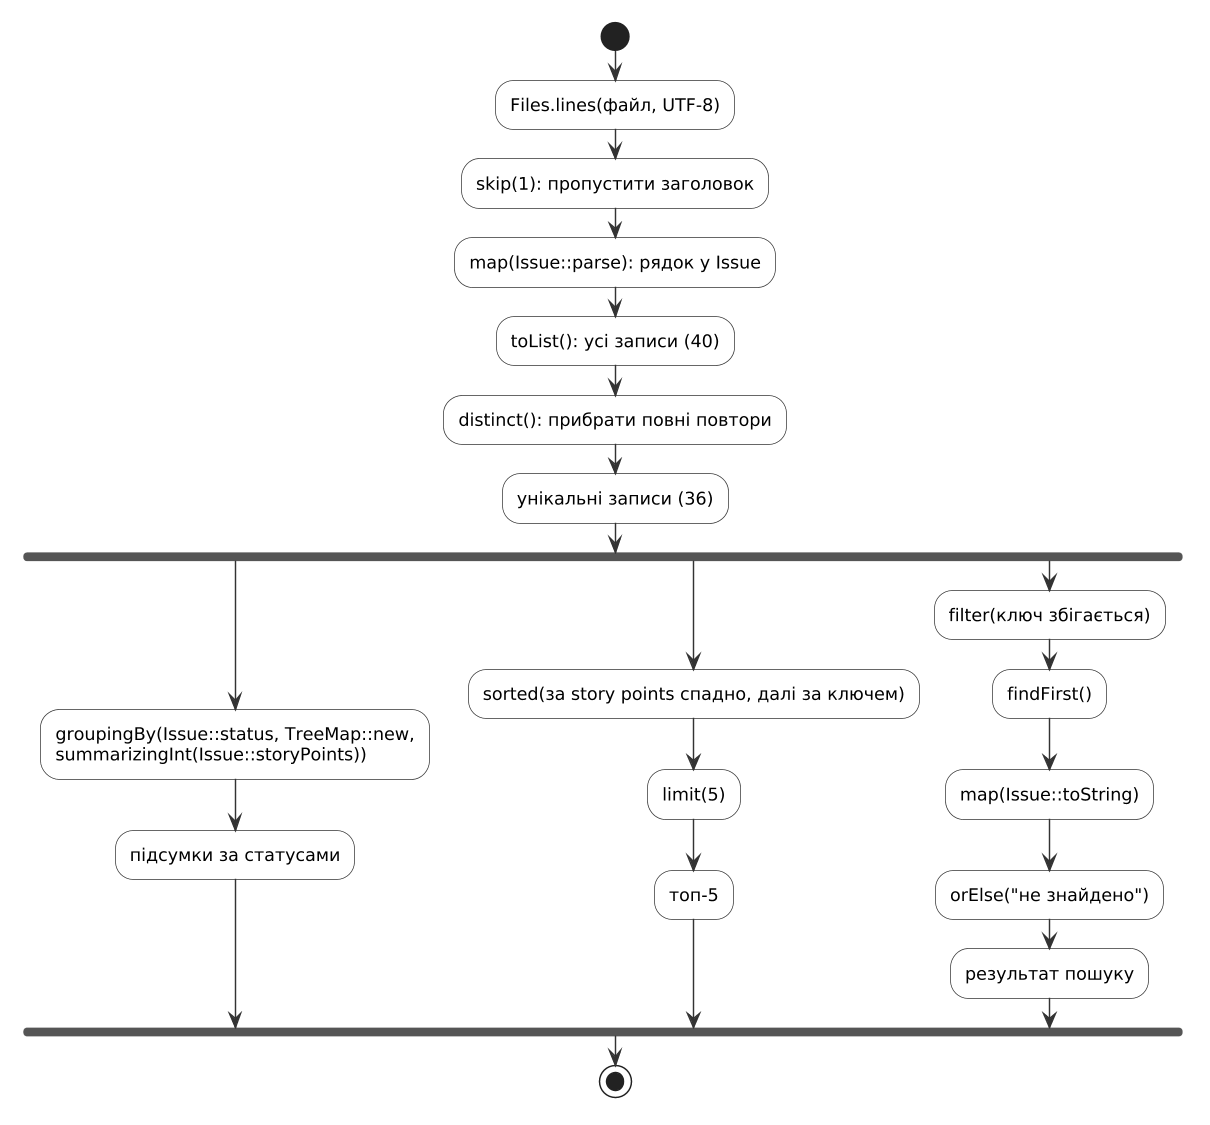 Files.lines(файл, UTF-8)
skip(1): пропустити заголовок
map(Issue::parse): рядок у Issue
toList(): усі записи (40)
distinct(): прибрати повні повтори
унікальні записи (36)
groupingBy(Issue::status, TreeMap::new,
summarizingInt(Issue::storyPoints))
підсумки за статусами
sorted(за story points спадно, далі за ключем)
limit(5)
топ-5
filter(ключ збігається)
findFirst()
map(Issue::toString)
orElse("не знайдено")
результат пошуку